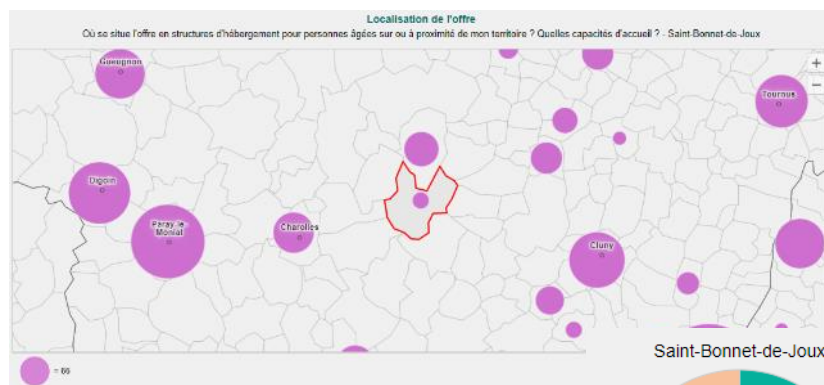 Localisation de l'offre
Où se situe l'offre en structures d'hébergement pour personnes âgées sur ou à proximité de mon territoire ? Quelles capacités d'accueil ? - Saint-Bonnet-de-Joux
Gueugnon
+
−
Tournus
Digoin
Paray-le-
Monial
Charolles
Cluny
Saint-Bonnet-de-Joux
= 66